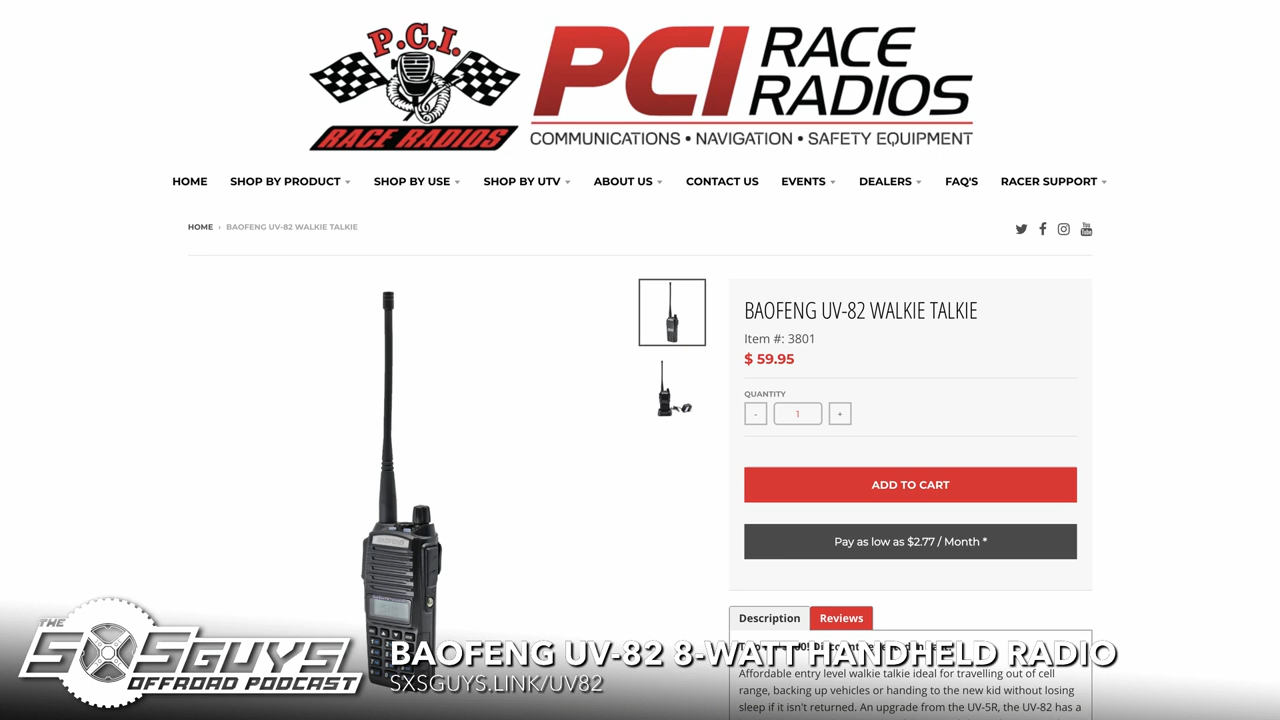 P.C.I.
RACE RADIOS
PCI RACE
RADIOS
COMMUNICATIONS • NAVIGATION • SAFETY EQUIPMENT
HOME SHOP BY PRODUCT SHOP BY USE SHOP BY UTV ABOUT US CONTACT US EVENTS DEALERS FAQ'S RACER SUPPORT
HOME › BAOFENG UV-82 WALKIE TALKIE
You
Tube
BAOFENG UV-82 WALKIE TALKIE
Item #: 3801
$ 59.95
QUANTITY
- 1 +
ADD TO CART
Pay as low as $2.77 / Month *
Description Reviews
Affordable entry level walkie talkie ideal for travelling out of cell
range, backing up vehicles or handing to the new kid without losing
sleep if it isn't returned. An upgrade from the UV-5R, the UV-82 has a
THE
SXSGUYS
OFFROAD PODCAST
BAOFENG UV-82 8-WATT HANDHELD RADIO
SXSGUYS.LINK/UV82